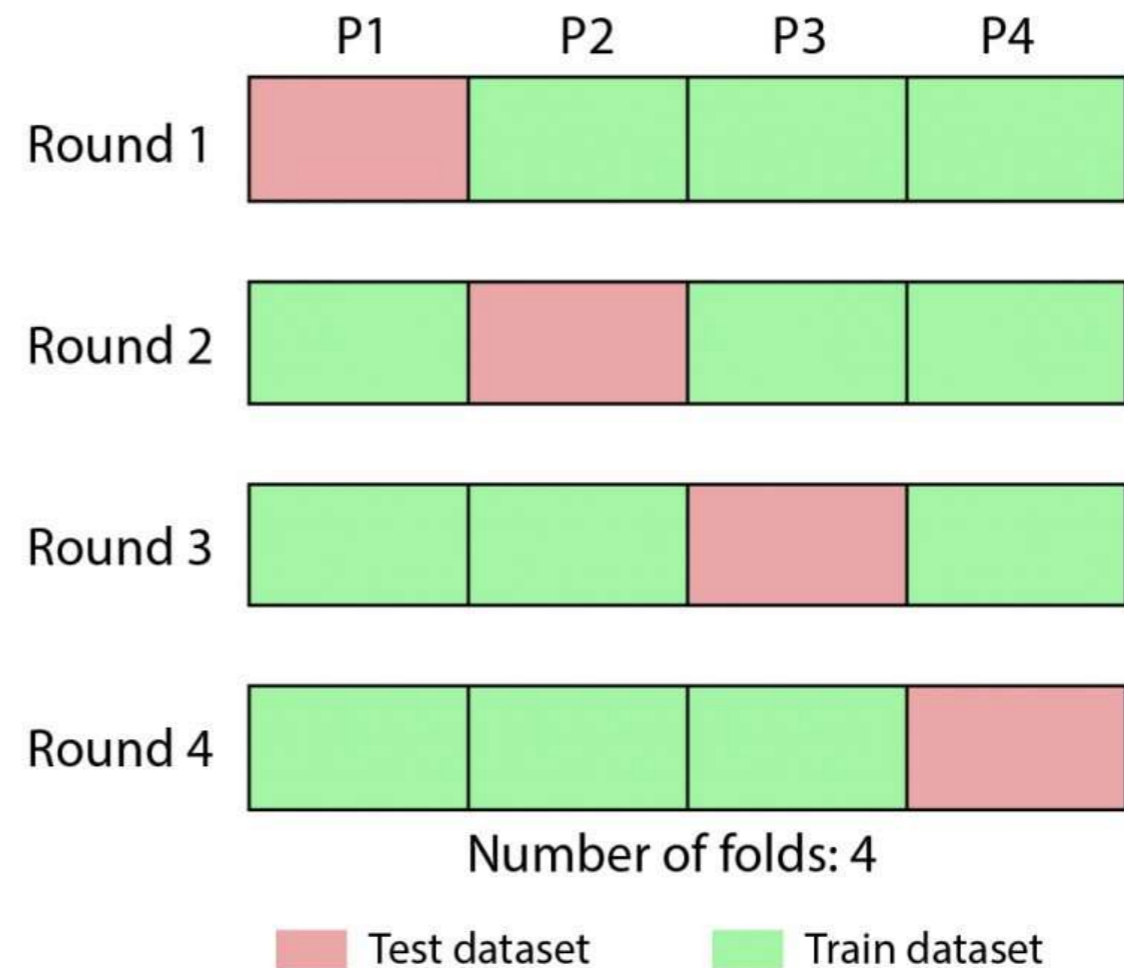 P1 P2 P3 P4
Round 1
Round 2
Round 3
Round 4
Number of folds: 4
Test dataset Train dataset